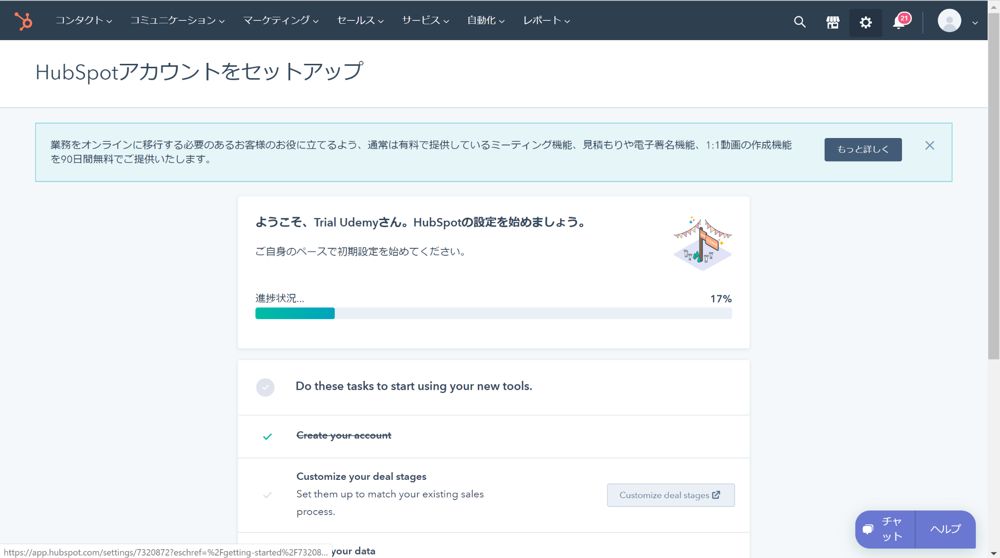 コンタクト コミュニケーション マーケティング セールス サービス 自動化 レポート 21
HubSpotアカウントをセットアップ
業務をオンラインに移行する必要のあるお客様のお役に立てるよう、通常は有料で提供しているミーティング機能、見積もりや電子署名機能、1:1動画の作成機能
を90日間無料でご提供いたします。
もっと詳しく
ようこそ、Trial Udemyさん。HubSpotの設定を始めましょう。
WELCOME
ご自身のペースで初期設定を始めてください。
進捗状況... 17%
Do these tasks to start using your new tools.
Create your account
Customize your deal stages
Set them up to match your existing sales
process.
Customize deal stages
チャ
ット
ヘルプ
your data
https://app.hubspot.com/settings/7320872?eschref=%2Fgetting-started%2F73208...